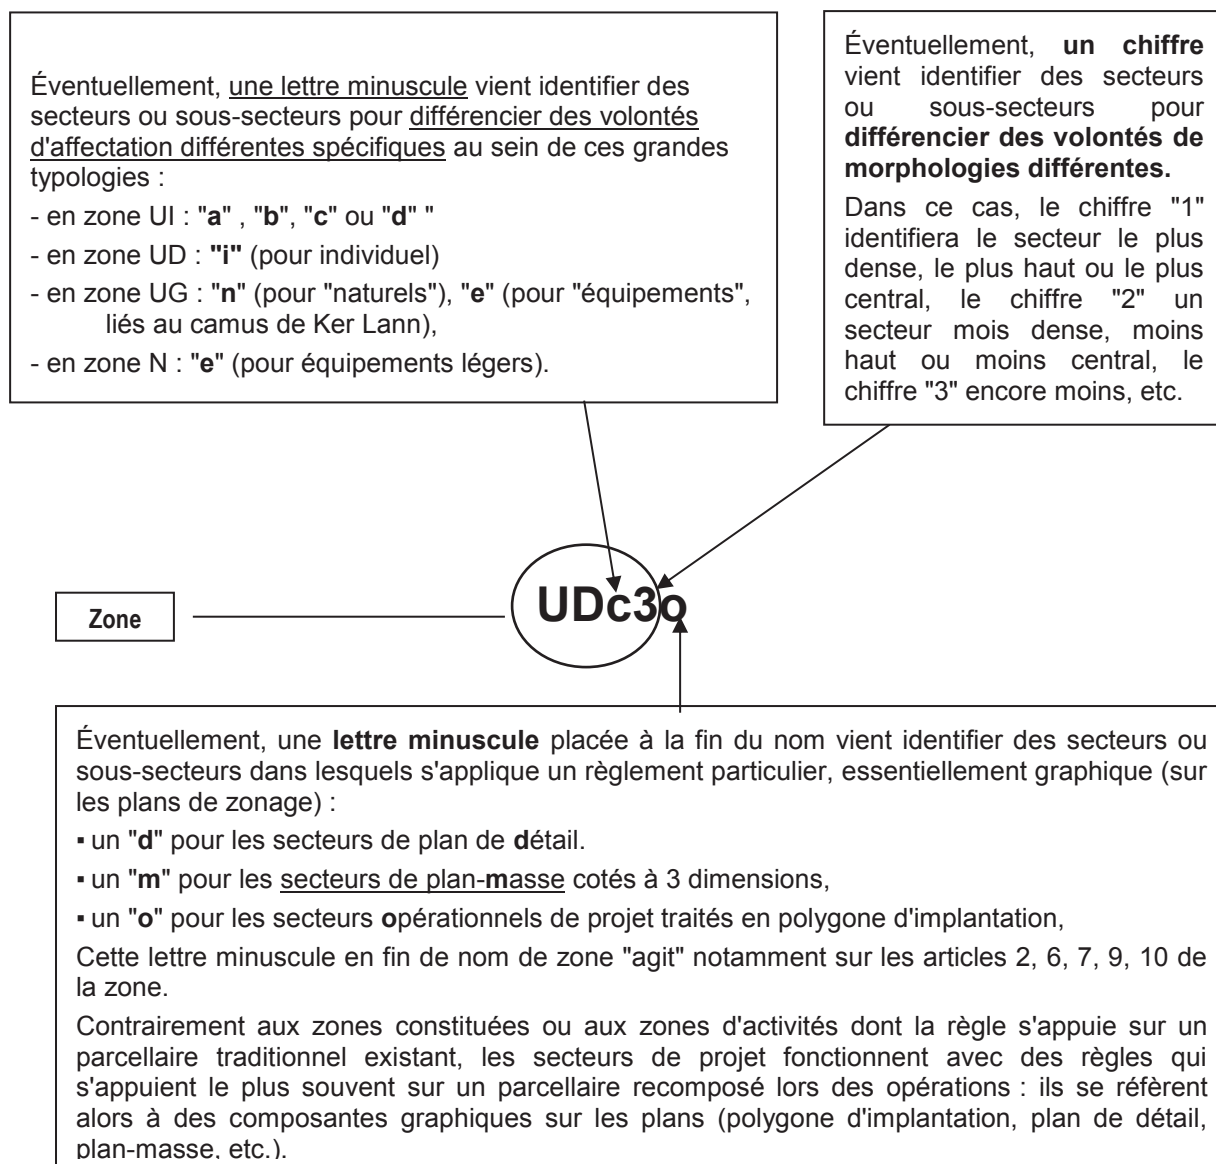 Éventuellement, une lettre minuscule vient identifier des
secteurs ou sous-secteurs pour différencier des volontés
d'affectation différentes spécifiques au sein de ces grandes
typologies :
- en zone UI : "a" , "b", "c" ou "d" "
- en zone UD : "i" (pour individuel)
- en zone UG : "n" (pour "naturels"), "e" (pour "équipements",
liés au camus de Ker Lann),
- en zone N : "e" (pour équipements légers).
Éventuellement, un chiffre
vient identifier des secteurs
ou sous-secteurs pour
différencier des volontés de
morphologies différentes.
Dans ce cas, le chiffre "1"
identifiera le secteur le plus
dense, le plus haut ou le plus
central, le chiffre "2" un
secteur mois dense, moins
haut ou moins central, le
chiffre "3" encore moins, etc.
Zone
UDc3o
Éventuellement, une lettre minuscule placée à la fin du nom vient identifier des secteurs ou
sous-secteurs dans lesquels s'applique un règlement particulier, essentiellement graphique (sur
les plans de zonage) :
▪ un "d" pour les secteurs de plan de détail.
▪ un "m" pour les secteurs de plan-masse cotés à 3 dimensions,
▪ un "o" pour les secteurs opérationnels de projet traités en polygone d'implantation,
Cette lettre minuscule en fin de nom de zone "agit" notamment sur les articles 2, 6, 7, 9, 10 de
la zone.
Contrairement aux zones constituées ou aux zones d'activités dont la règle s'appuie sur un
parcellaire traditionnel existant, les secteurs de projet fonctionnent avec des règles qui
s'appuient le plus souvent sur un parcellaire recomposé lors des opérations : ils se réfèrent
alors à des composantes graphiques sur les plans (polygone d'implantation, plan de détail,
plan-masse, etc.).